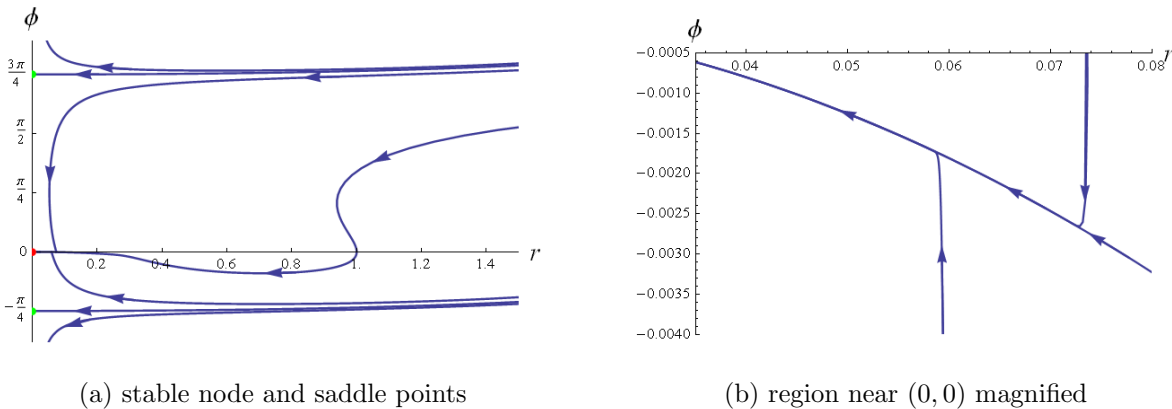 ϕ
3π/4
π/2
π/4
0
-π/4
0.2 0.4 0.6 0.8 1.0 1.2 1.4 r
(a) stable node and saddle points
ϕ
-0.0005 0.04 0.05 0.06 0.07 0.08 r
-0.0010
-0.0015
-0.0020
-0.0025
-0.0030
-0.0035
-0.0040
(b) region near (0, 0) magnified